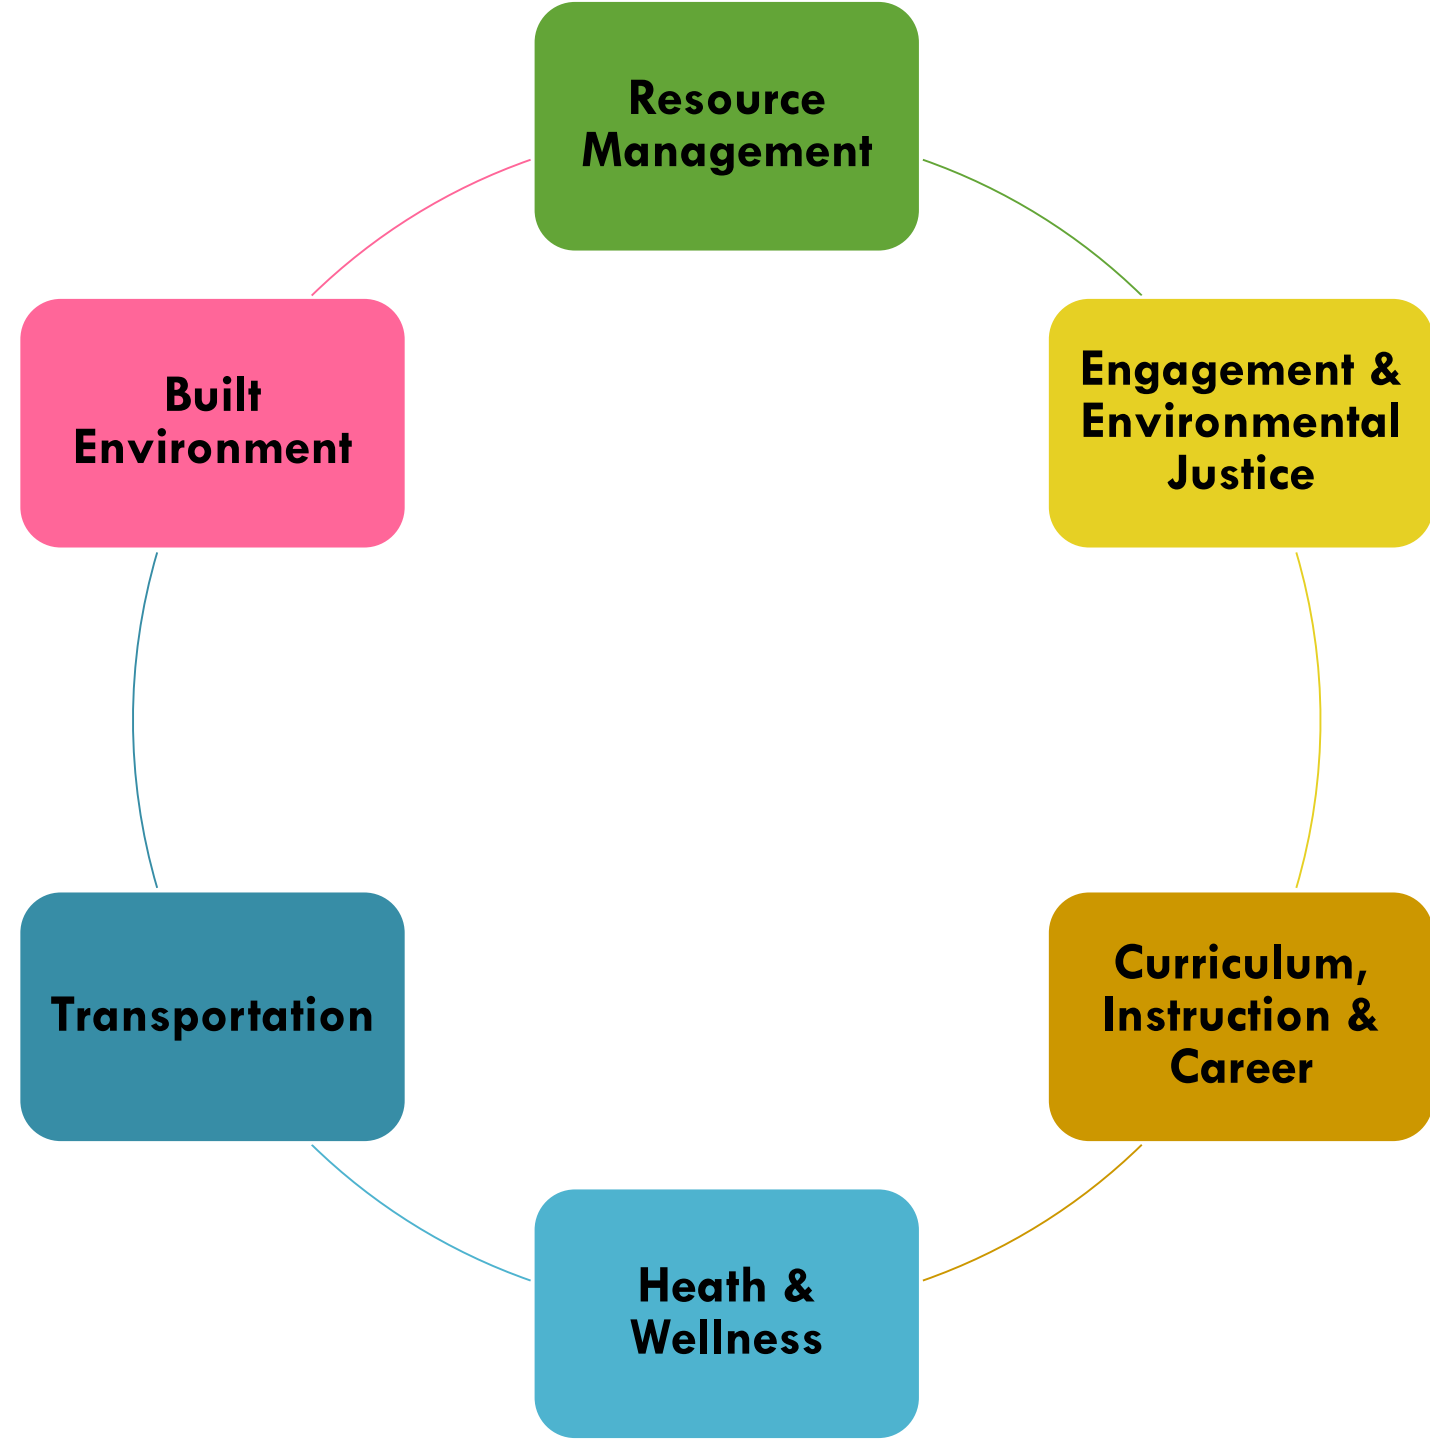 Resource
Management
Engagement &
Environmental
Justice
Curriculum,
Instruction &
Career
Heath &
Wellness
Transportation
Built
Environment